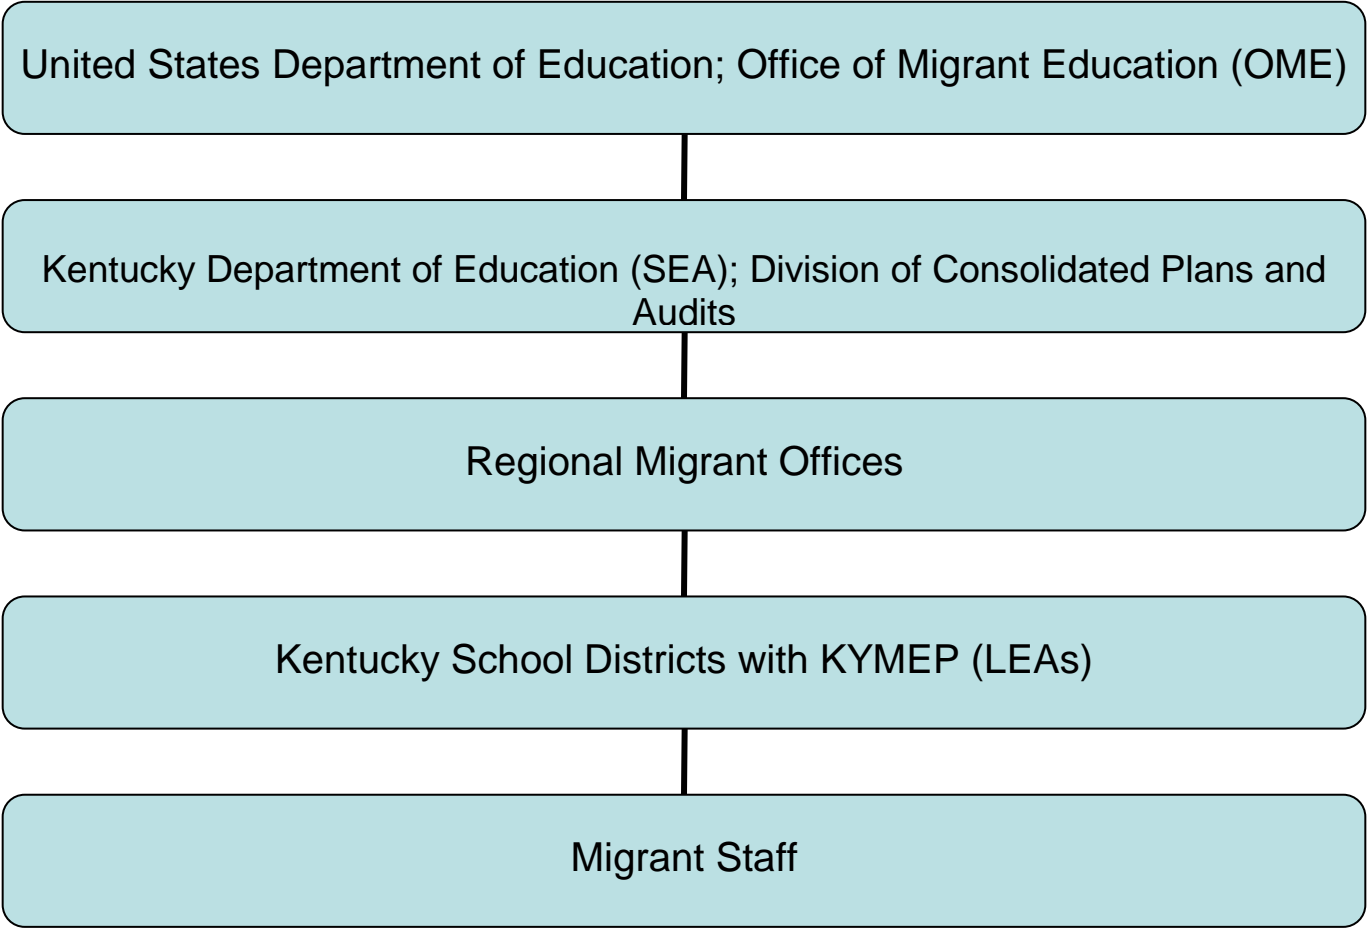 United States Department of Education; Office of Migrant Education (OME)
Kentucky Department of Education (SEA); Division of Consolidated Plans and
Audits
Regional Migrant Offices
Kentucky School Districts with KYMEP (LEAs)
Migrant Staff